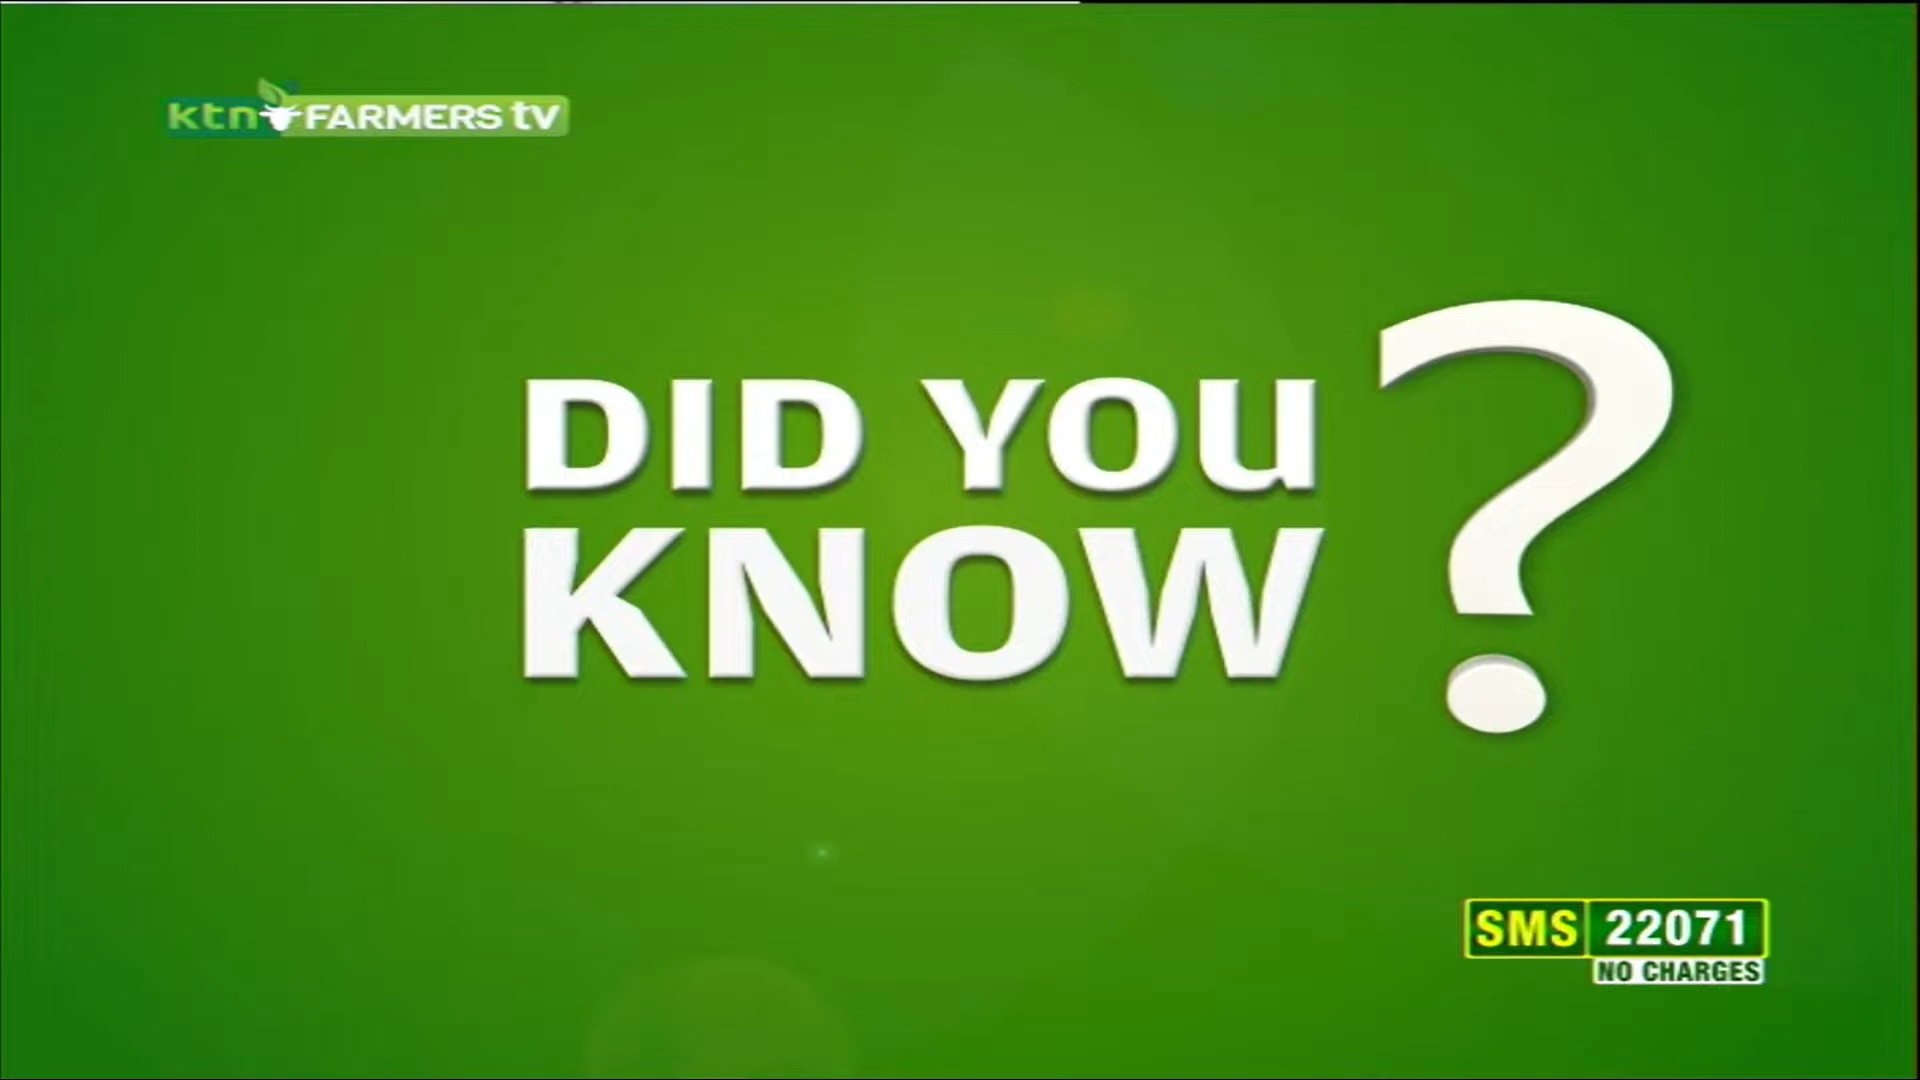 ktn FARMERS tv
DID YOU
KNOW ?
SMS 22071
NO CHARGES